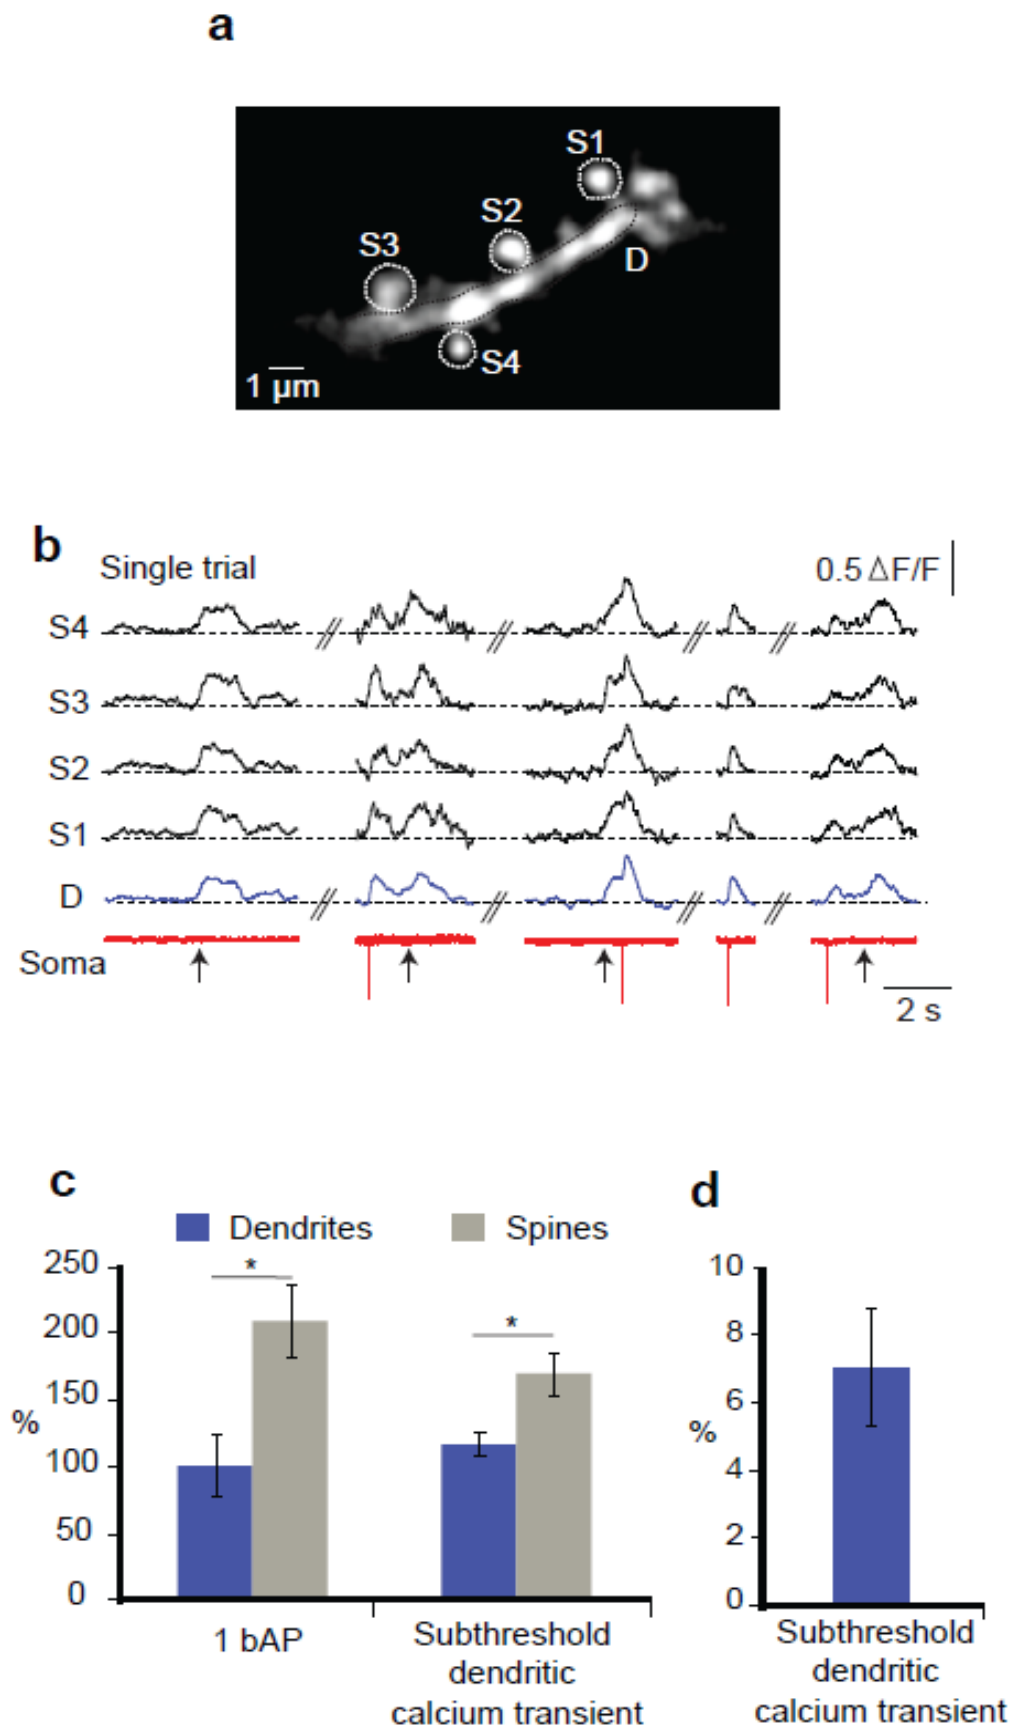 a
S1
S2
S3
D
S4
1 µm
b
Single trial
0.5 ΔF/F
S4
S3
S2
S1
D
Soma
2 s
c
d
Dendrites
Spines
250
200
150
100
50
0
%
*
*
1 bAP
Subthreshold
dendritic
calcium transient
10
8
6
4
2
0
%
Subthreshold
dendritic
calcium transient